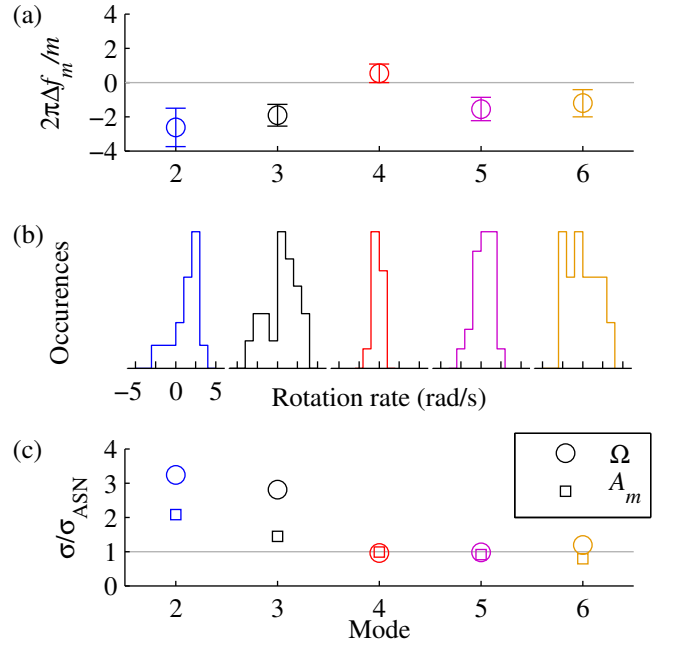 (a)
2πΔf_m/m
4
2
0
−2
−4
2 3 4 5 6
(b)
Occurences
−5 0 5
Rotation rate (rad/s)
(c)
σ/σ_ASN
4
3
2
1
0
Ω
A_m
2 3 4 5 6
Mode